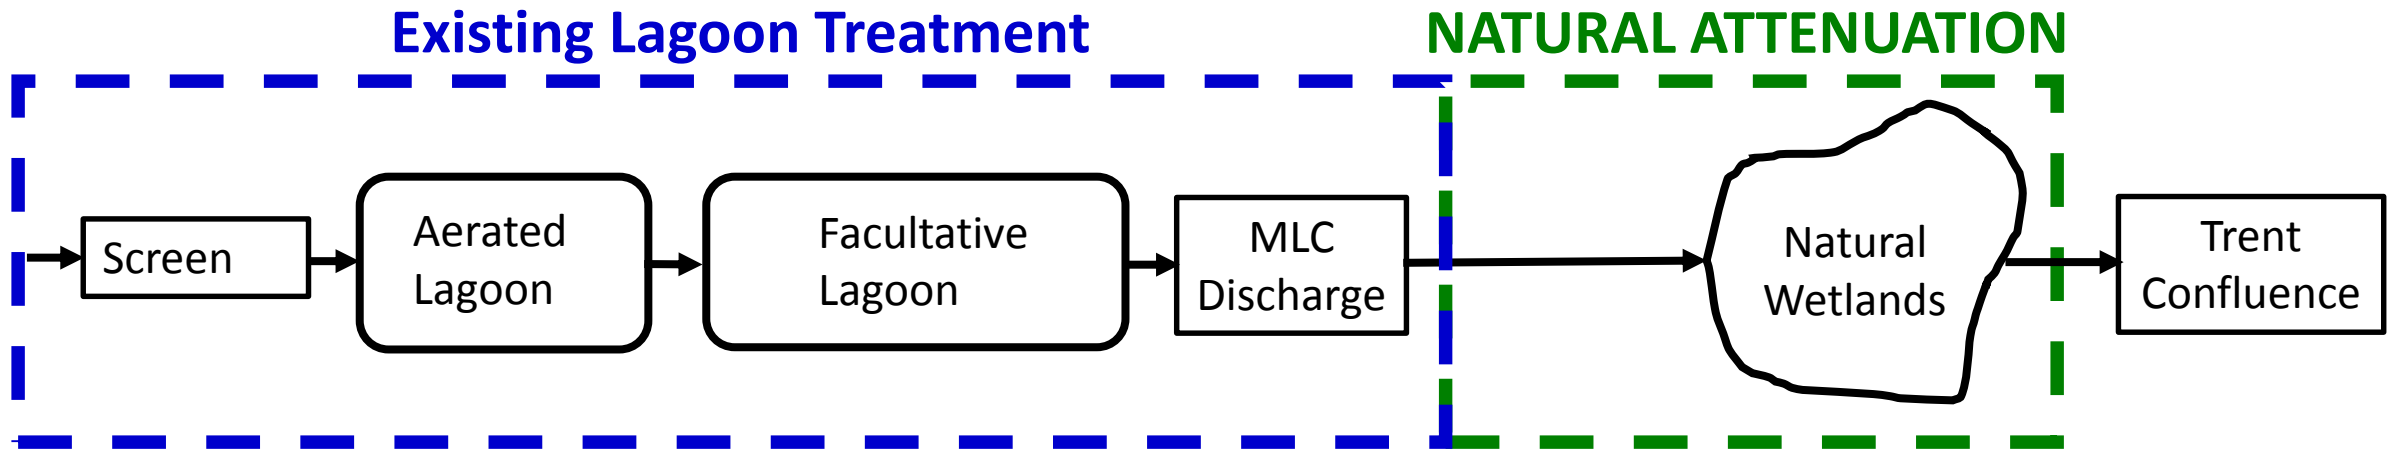 Existing Lagoon Treatment
NATURAL ATTENUATION
Screen
Aerated
Lagoon
Facultative
Lagoon
MLC
Discharge
Natural
Wetlands
Trent
Confluence